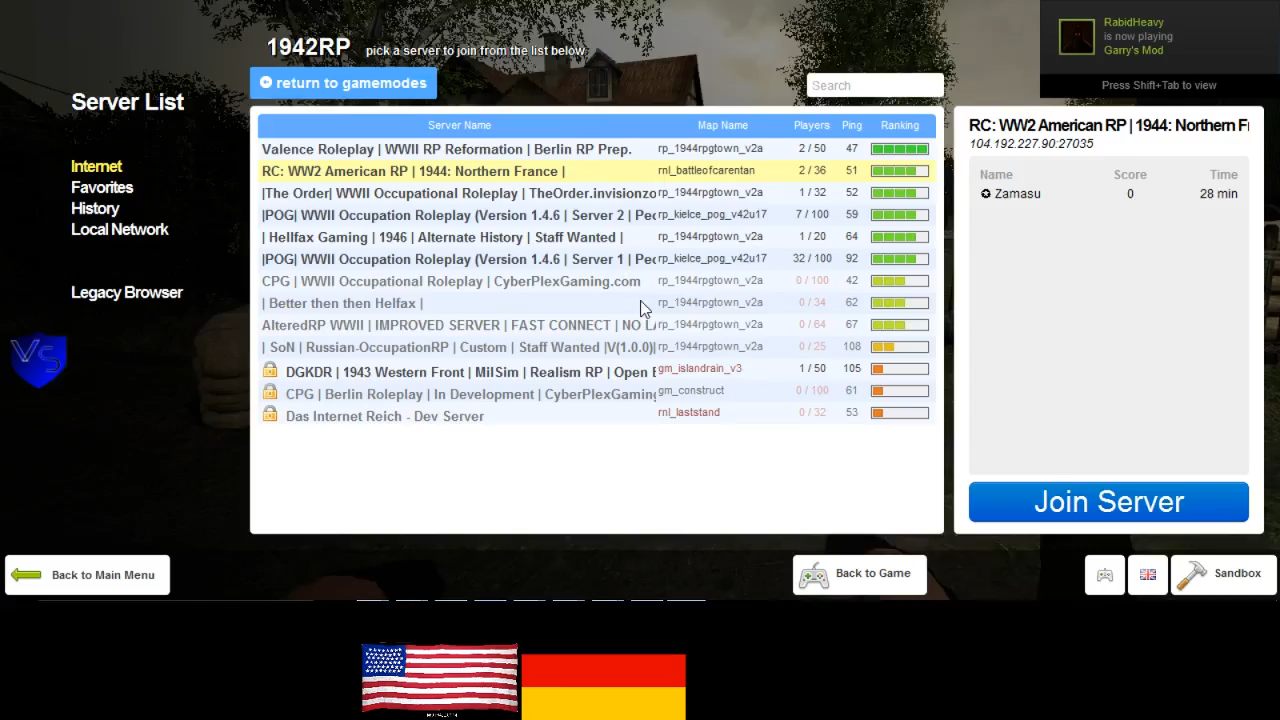 1942RP pick a server to join from the list below
RabidHeavy
is now playing
Garry's Mod
Press Shift+Tab to view
return to gamemodes
Search
Server List
Internet
Favorites
History
Local Network
Legacy Browser
VS
Server Name Map Name Players Ping Ranking
Valence Roleplay | WWII RP Reformation | Berlin RP Prep. rp_1944rpgtown_v2a 2 / 50 47
RC: WW2 American RP | 1944: Northern France | rnl_battleofcarentan 2 / 36 51
|The Order| WWII Occupational Roleplay | TheOrder.invisionzo rp_1944rpgtown_v2a 1 / 32 52
|POG| WWII Occupation Roleplay (Version 1.4.6 | Server 2 | Pec rp_kielce_pog_v42u17 7 / 100 59
| Hellfax Gaming | 1946 | Alternate History | Staff Wanted | rp_1944rpgtown_v2a 1 / 20 64
|POG| WWII Occupation Roleplay (Version 1.4.6 | Server 1 | Pec rp_kielce_pog_v42u17 32 / 100 92
CPG | WWII Occupational Roleplay | CyberPlexGaming.com rp_1944rpgtown_v2a 0 / 100 42
| Better then then Helfax | rp_1944rpgtown_v2a 0 / 34 62
AlteredRP WWII | IMPROVED SERVER | FAST CONNECT | NO L rp_1944rpgtown_v2a 0 / 64 67
| SoN | Russian-OccupationRP | Custom | Staff Wanted |V(1.0.0)| rp_1944rpgtown_v2a 0 / 25 108
DGKDR | 1943 Western Front | MilSim | Realism RP | Open B gm_islandrain_v3 1 / 50 105
CPG | Berlin Roleplay | In Development | CyberPlexGaming gm_construct 0 / 100 61
Das Internet Reich - Dev Server rnl_laststand 0 / 32 53
RC: WW2 American RP | 1944: Northern Fr
104.192.227.90:27035
Name Score Time
Zamasu 0 28 min
Join Server
Back to Main Menu
Back to Game
Sandbox